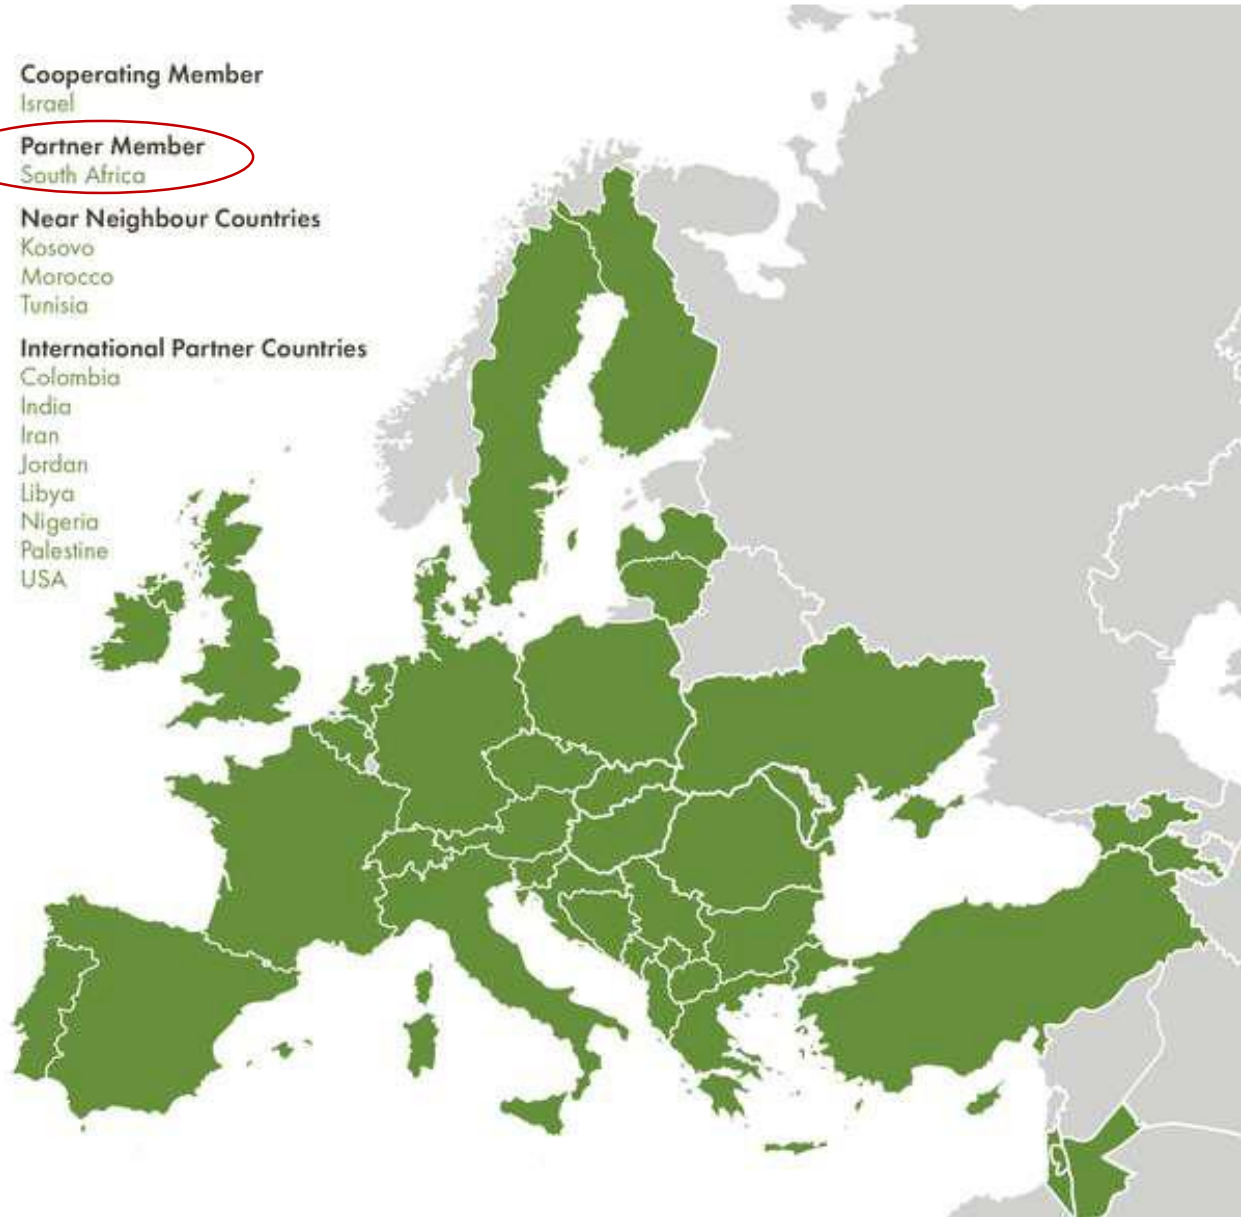 Cooperating Member
Israel
Partner Member
South Africa
Near Neighbour Countries
Kosovo
Morocco
Tunisia
International Partner Countries
Colombia
India
Iran
Jordan
Libya
Nigeria
Palestine
USA